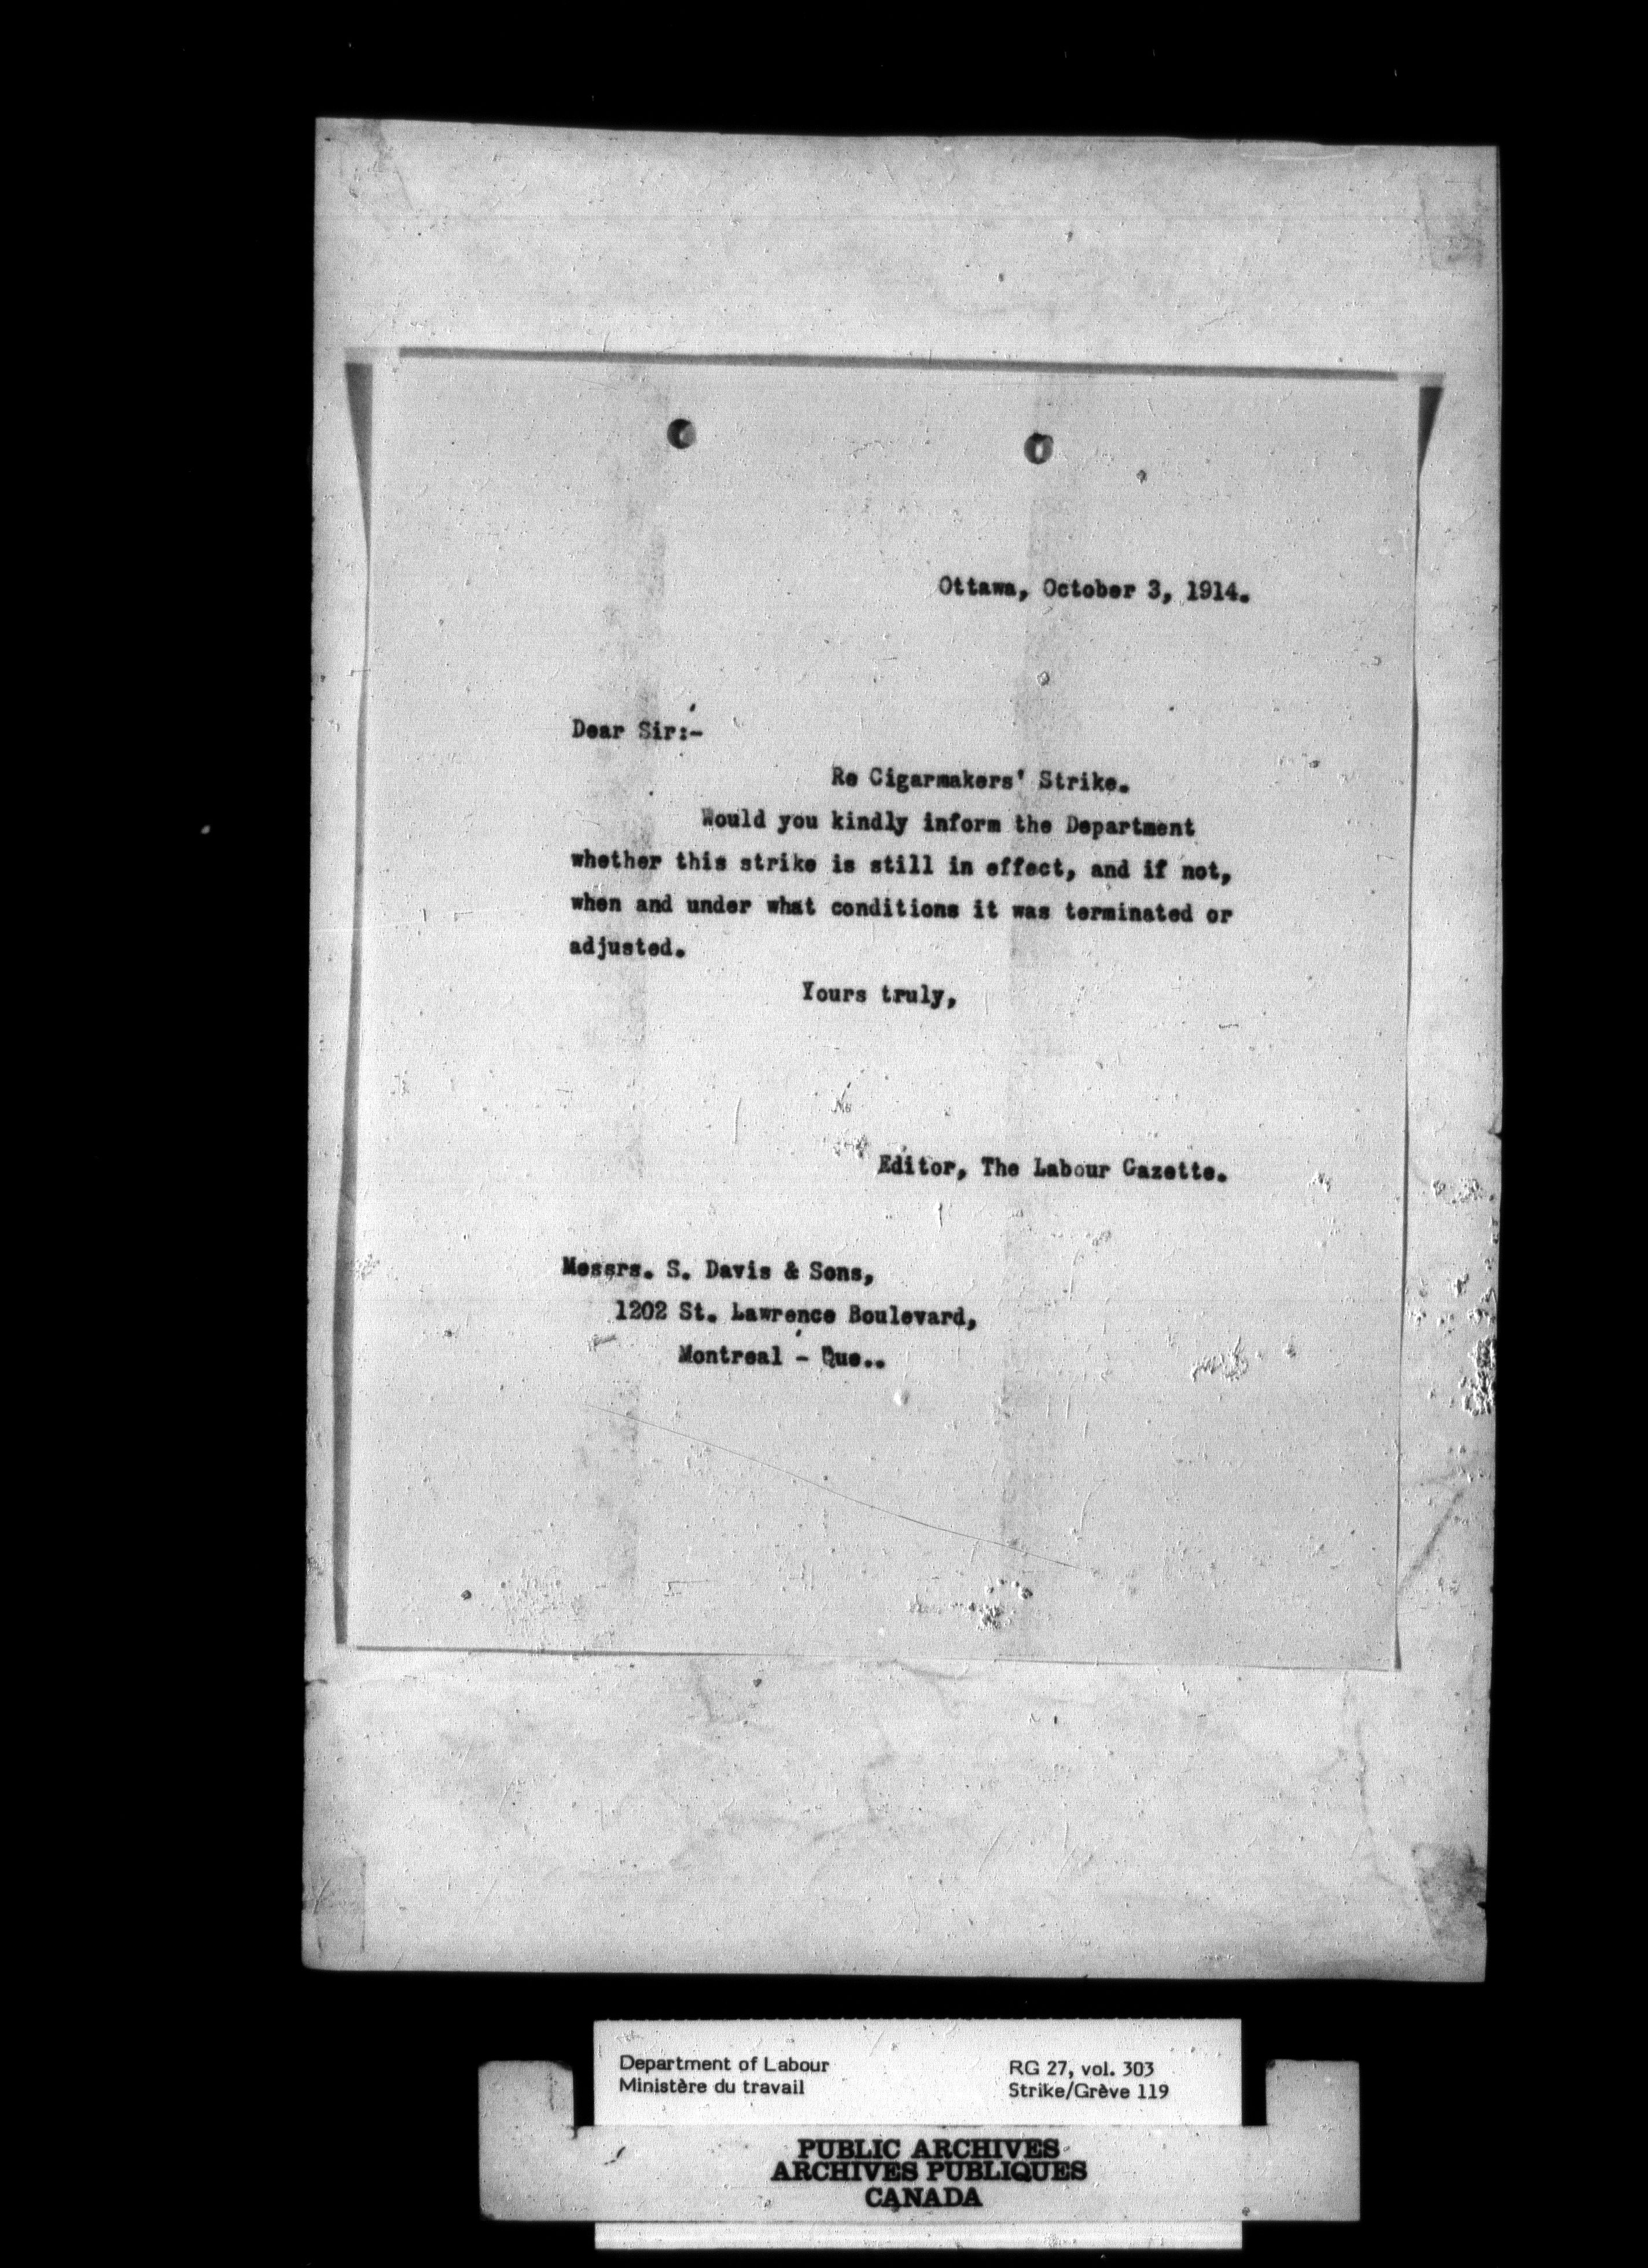 Ottawa, October 3, 1914.
Dear Sir:-
Re Cigarmakers' Strike.
Would you kindly inform the Department
whether this strike is still in effect, and if not,
when and under what conditions it was terminated or
adjusted.
Yours truly,
Editor, The Labour Gazette.
Messrs. S. Davis & Sons,
1202 St. Lawrence Boulevard,
Montreal - Que..
Department of Labour
Ministère du travail
RG 27, vol. 303
Strike/Grève 119
PUBLIC ARCHIVES
ARCHIVES PUBLIQUES
CANADA